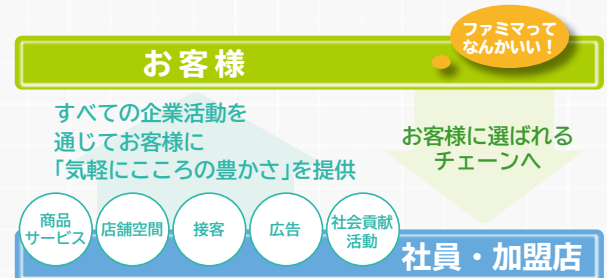 ファミマって
なんかいい！
お客様
すべての企業活動を
通じてお客様に
「気軽にこころの豊かさ」を提供
お客様に選ばれる
チェーンへ
商品
サービス
店舗空間
接客
広告
社会貢献
活動
社員・加盟店